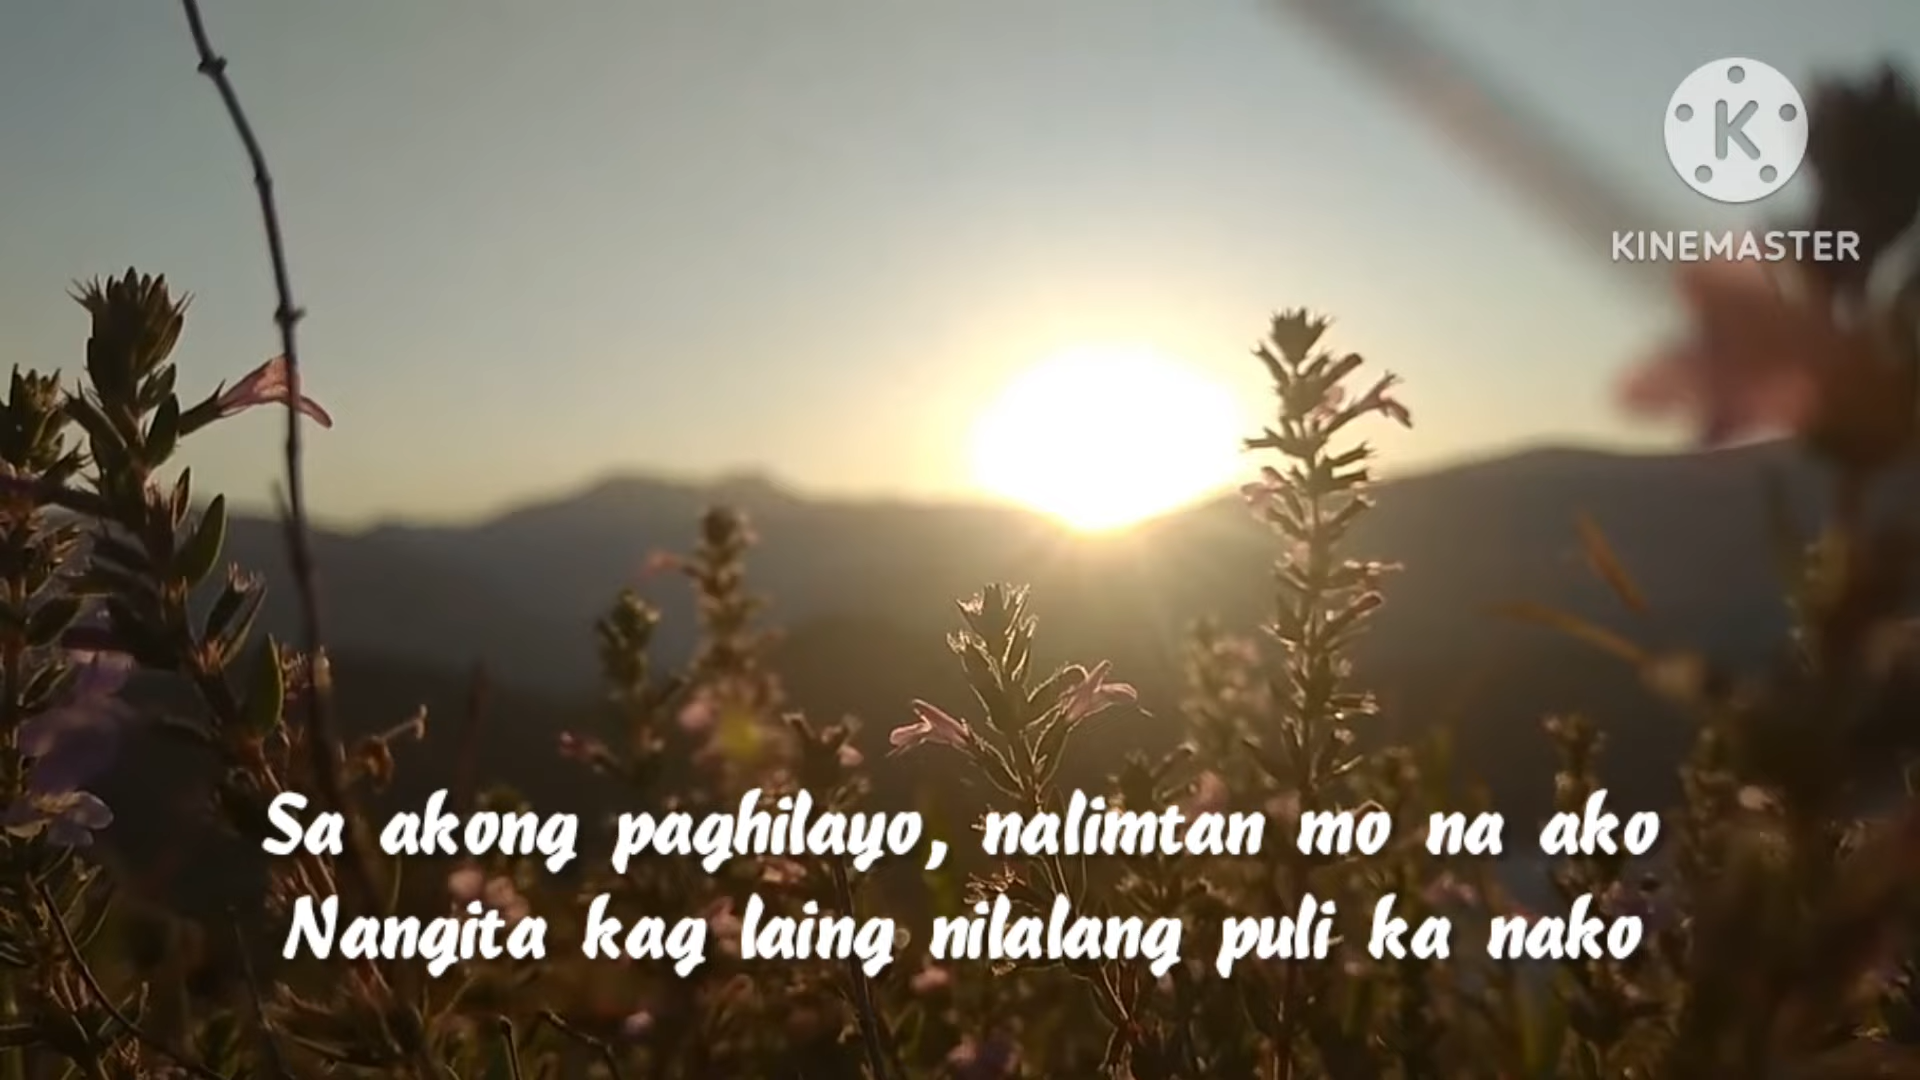 K
KINEMASTER
Sa akong paghilayo, nalimtan mo na ako
Nangita kag laing nilalang puli ka nako